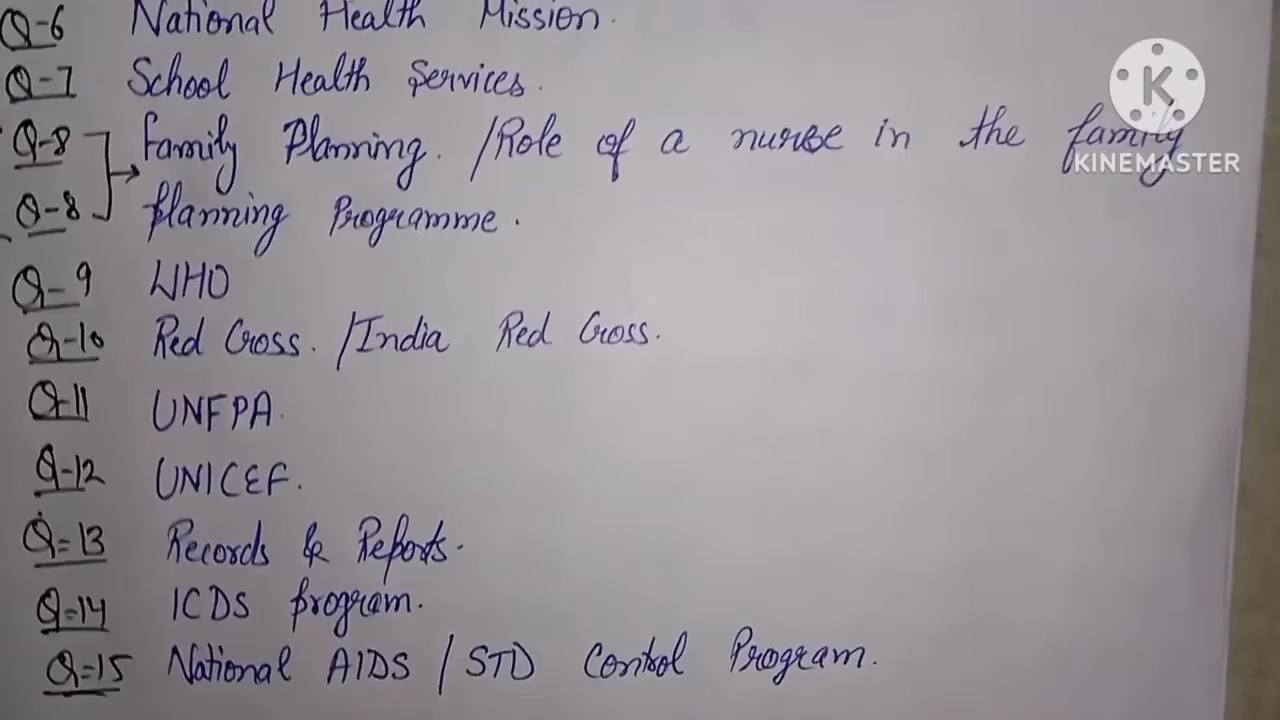 Q-6 National Health Mission.
Q-7 School Health Services.
Q-8 Family Planning. /Role of a nurse in the family
Q-8 planning Programme.
Q-9 WHO
Q-10 Red Cross. /India Red Cross.
Q-11 UNFPA.
Q-12 UNICEF.
Q=13 Records & Reports.
Q=14 ICDS program.
Q=15 National AIDS / STD Control Program.
K
KINEMASTER